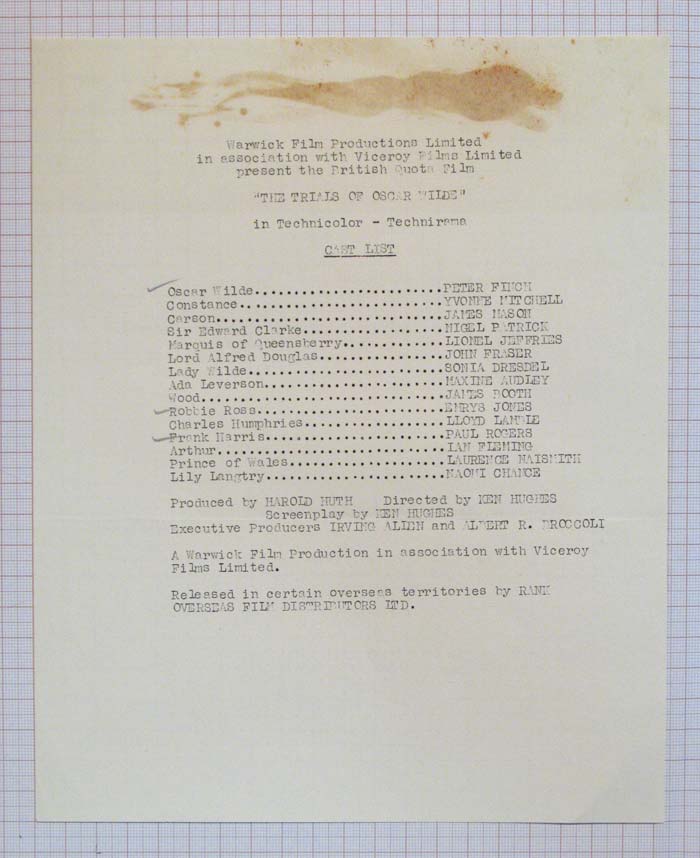 Warwick Film Productions Limited
in association with Viceroy Films Limited
present the British Quota Film
"THE TRIALS OF OSCAR WILDE"
in Technicolor - Technirama
CAST LIST
Oscar Wilde........................PETER FINCH
Constance..........................YVONNE MITCHELL
Carson.............................JAMES MASON
Sir Edward Clarke..................NIGEL PATRICK
Marquis of Queensberry.............LIONEL JEFFRIES
Lord Alfred Douglas................JOHN FRASER
Lady Wilde.........................SONIA DRESDEL
Ada Leverson.......................MAXINE AUDLEY
Wood...............................JAMES BOOTH
Robbie Ross........................EMRYS JONES
Charles Humphries..................LLOYD LAMBLE
Frank Harris.......................PAUL ROGERS
Arthur.............................IAN FLEMING
Prince of Wales....................LAURENCE NAISMITH
Lily Langtry.......................NAOMI CHANCE
Produced by HAROLD HUTH    Directed by KEN HUGHES
Screenplay by KEN HUGHES
Executive Producers IRVING ALLEN and ALBERT R. BROCCOLI
A Warwick Film Production in association with Viceroy
Films Limited.
Released in certain overseas territories by RANK
OVERSEAS FILM DISTRIBUTORS LTD.